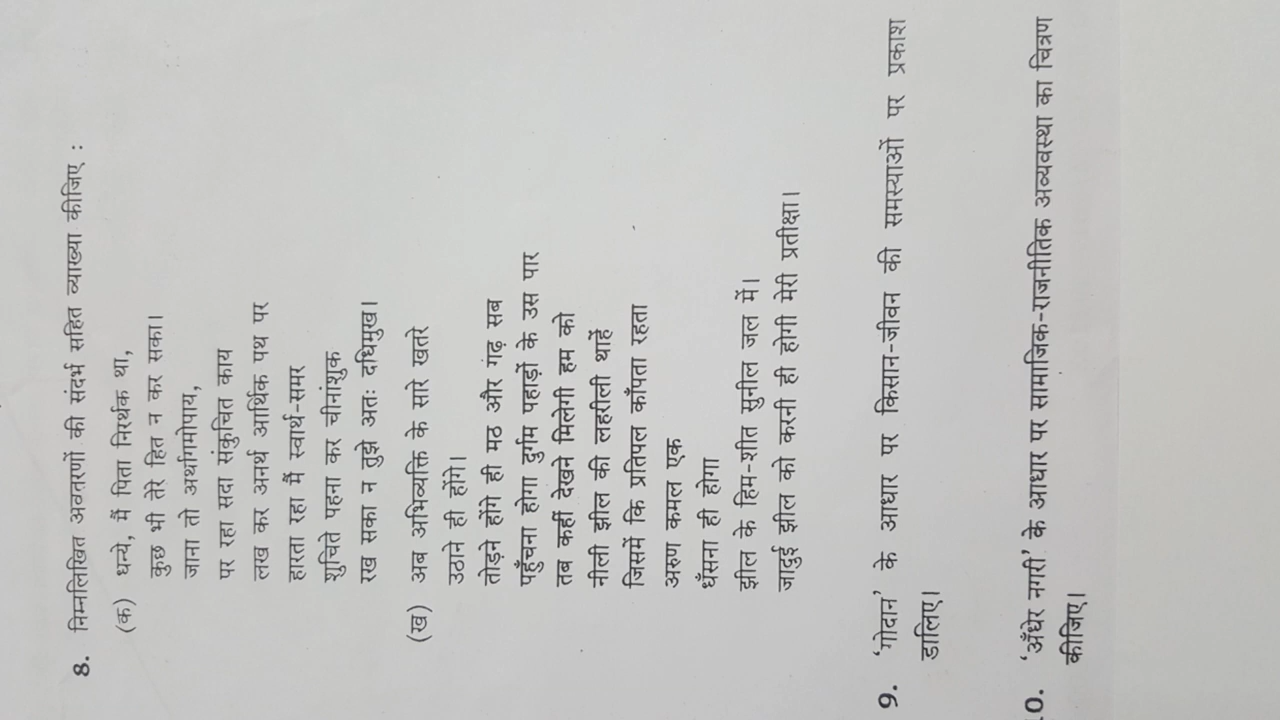 8. निम्नलिखित अवतरणों की संदर्भ सहित व्याख्या कीजिए :
(क) धन्ये, मैं पिता निरर्थक था,
कुछ भी तेरे हित न कर सका।
जाना तो अर्थागमोपाय,
पर रहा सदा संकुचित काय
लख कर अनर्थ आर्थिक पथ पर
हारता रहा मैं स्वार्थ-समर
शुचिते पहना कर चीनांशुक
रख सका न तुझे अतः दधिमुख।
(ख) अब अभिव्यक्ति के सारे खतरे
उठाने ही होंगे।
तोड़ने होंगे ही मठ और गढ़ सब
पहुँचना होगा दुर्गम पहाड़ों के उस पार
तब कहीं देखने मिलेगी हम को
नीली झील की लहरीली थाहें
जिसमें कि प्रतिपल काँपता रहता
अरुण कमल एक
धँसना ही होगा
झील के हिम-शीत सुनील जल में।
जादुई झील को करनी ही होगी मेरी प्रतीक्षा।
9. 'गोदान' के आधार पर किसान-जीवन की समस्याओं पर प्रकाश
डालिए।
10. 'अँधेर नगरी' के आधार पर सामाजिक-राजनीतिक अव्यवस्था का चित्रण
कीजिए।